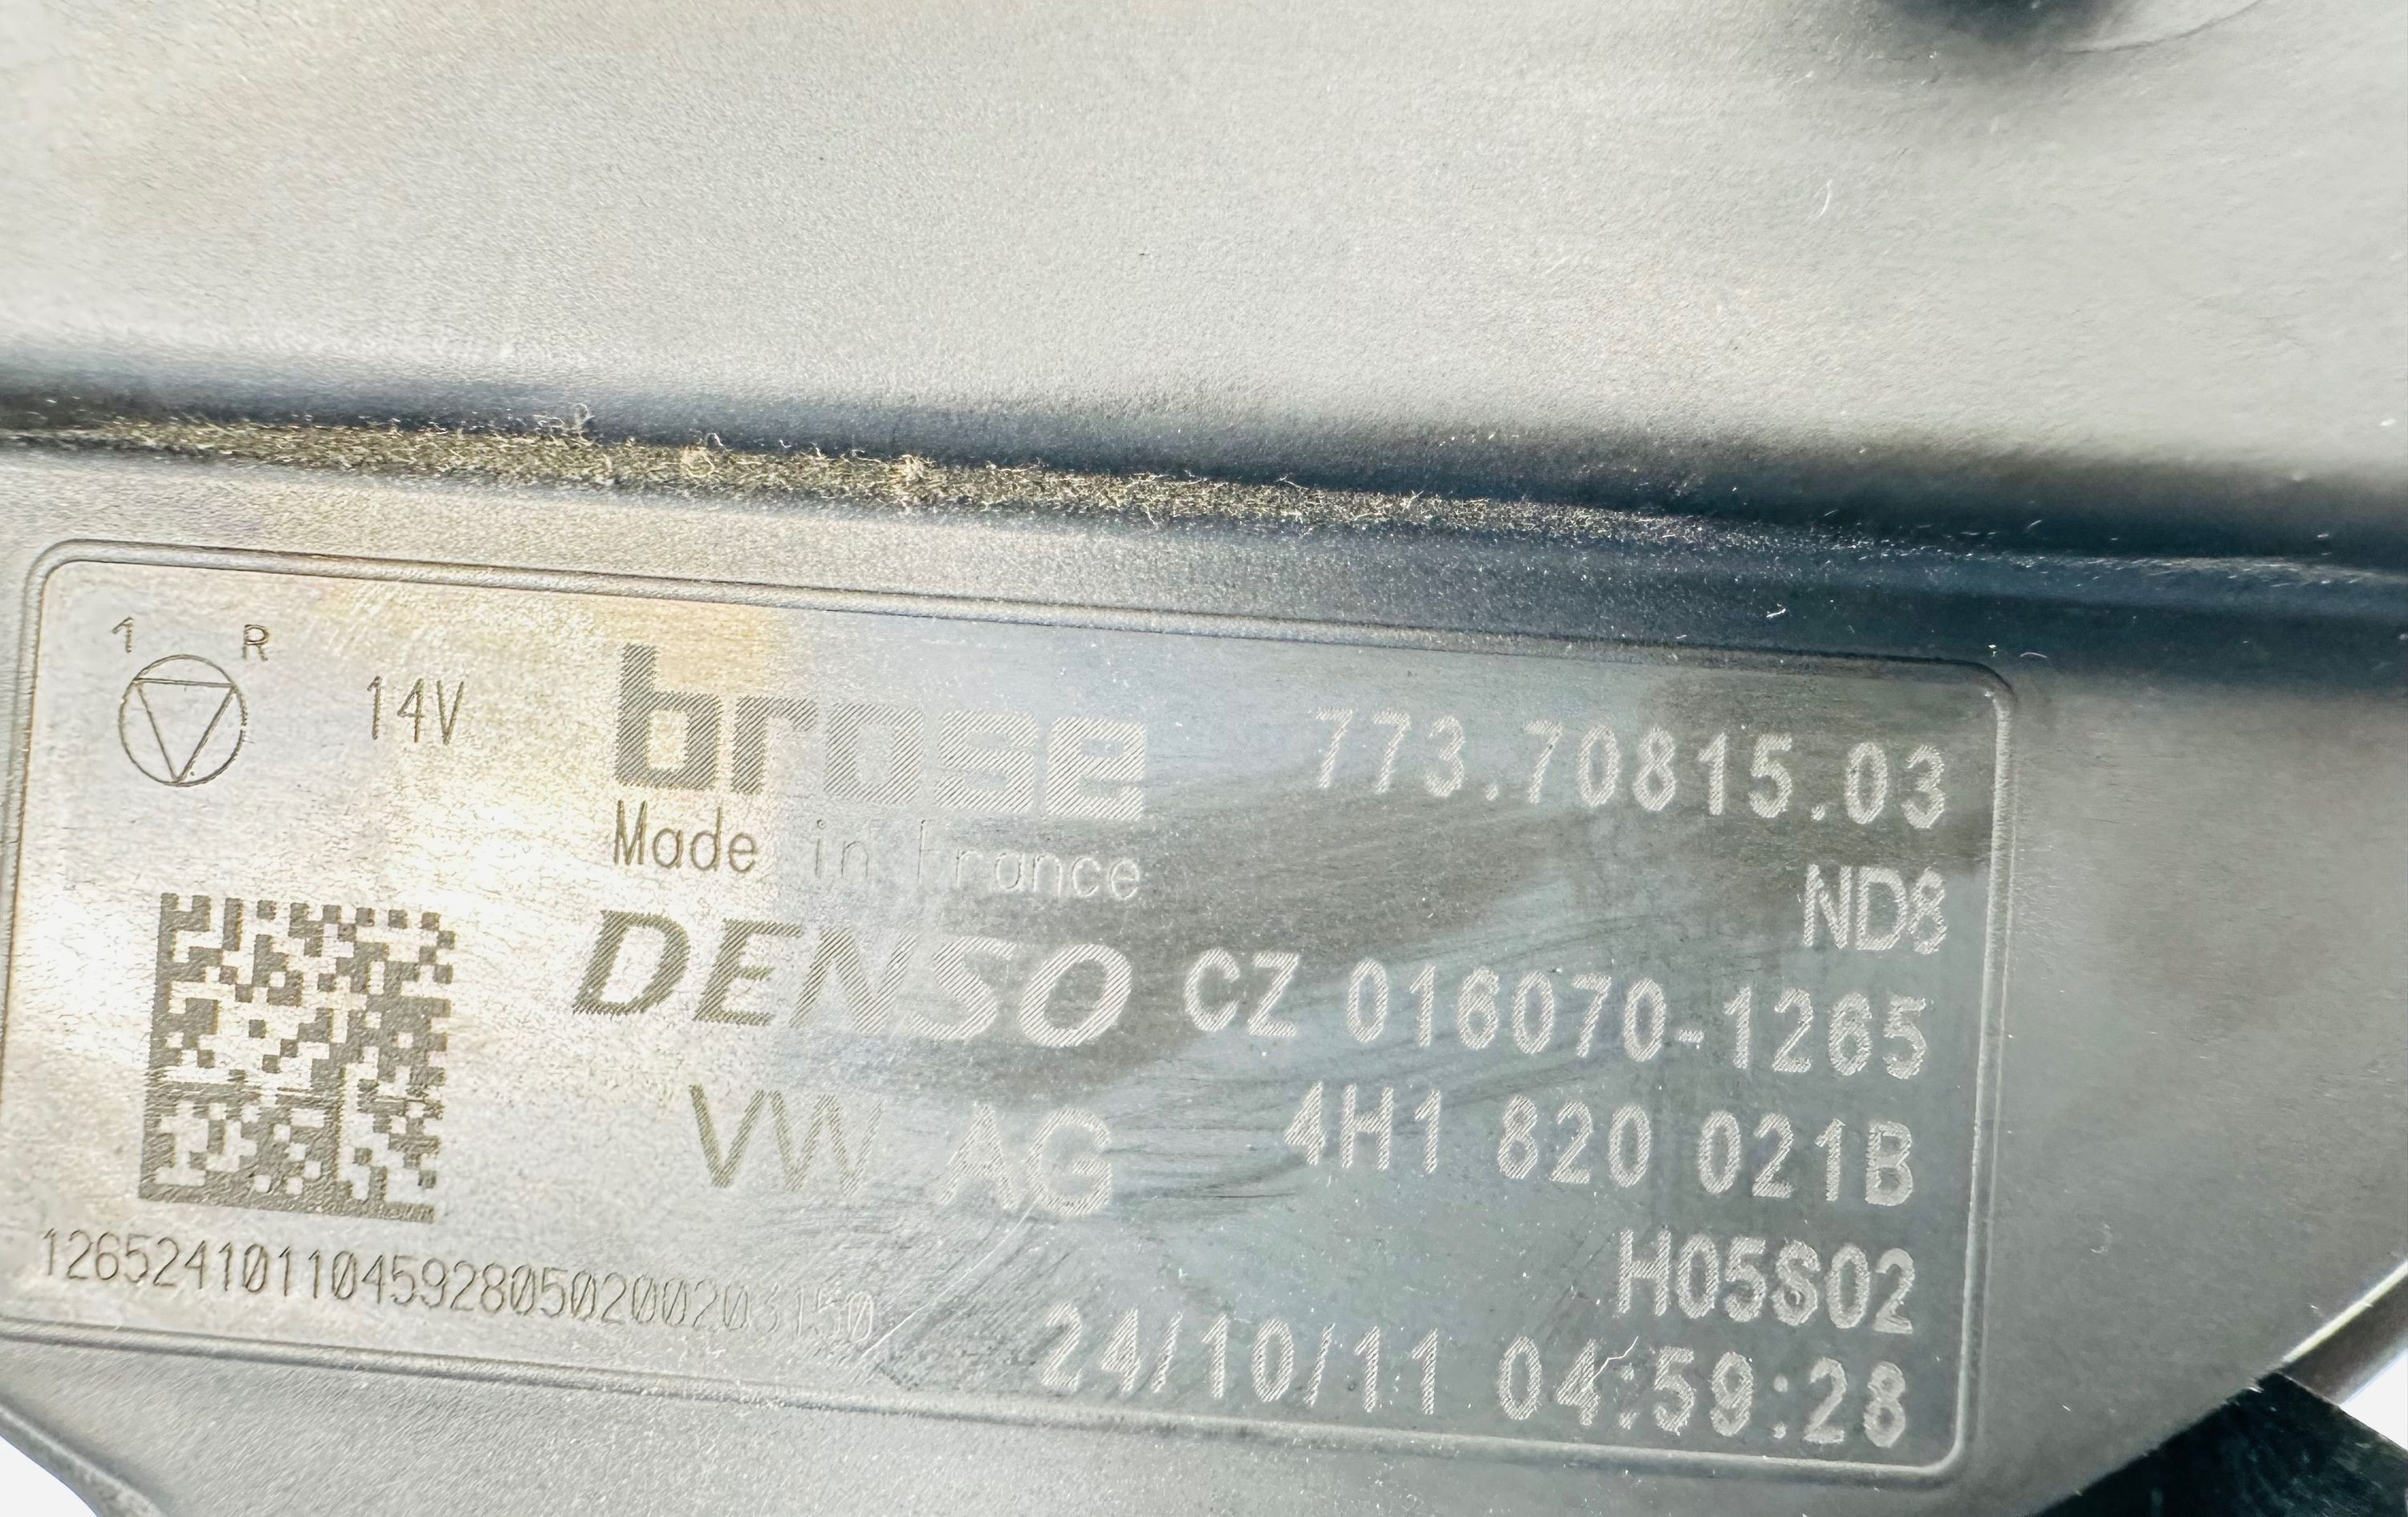 1 R
14V
brose 773.70815.03
Made in France
ND8
DENSO CZ 016070-1265
VW AG 4H1 820 021B
H05S02
1265241011045928050200203150
24/10/11 04:59:28